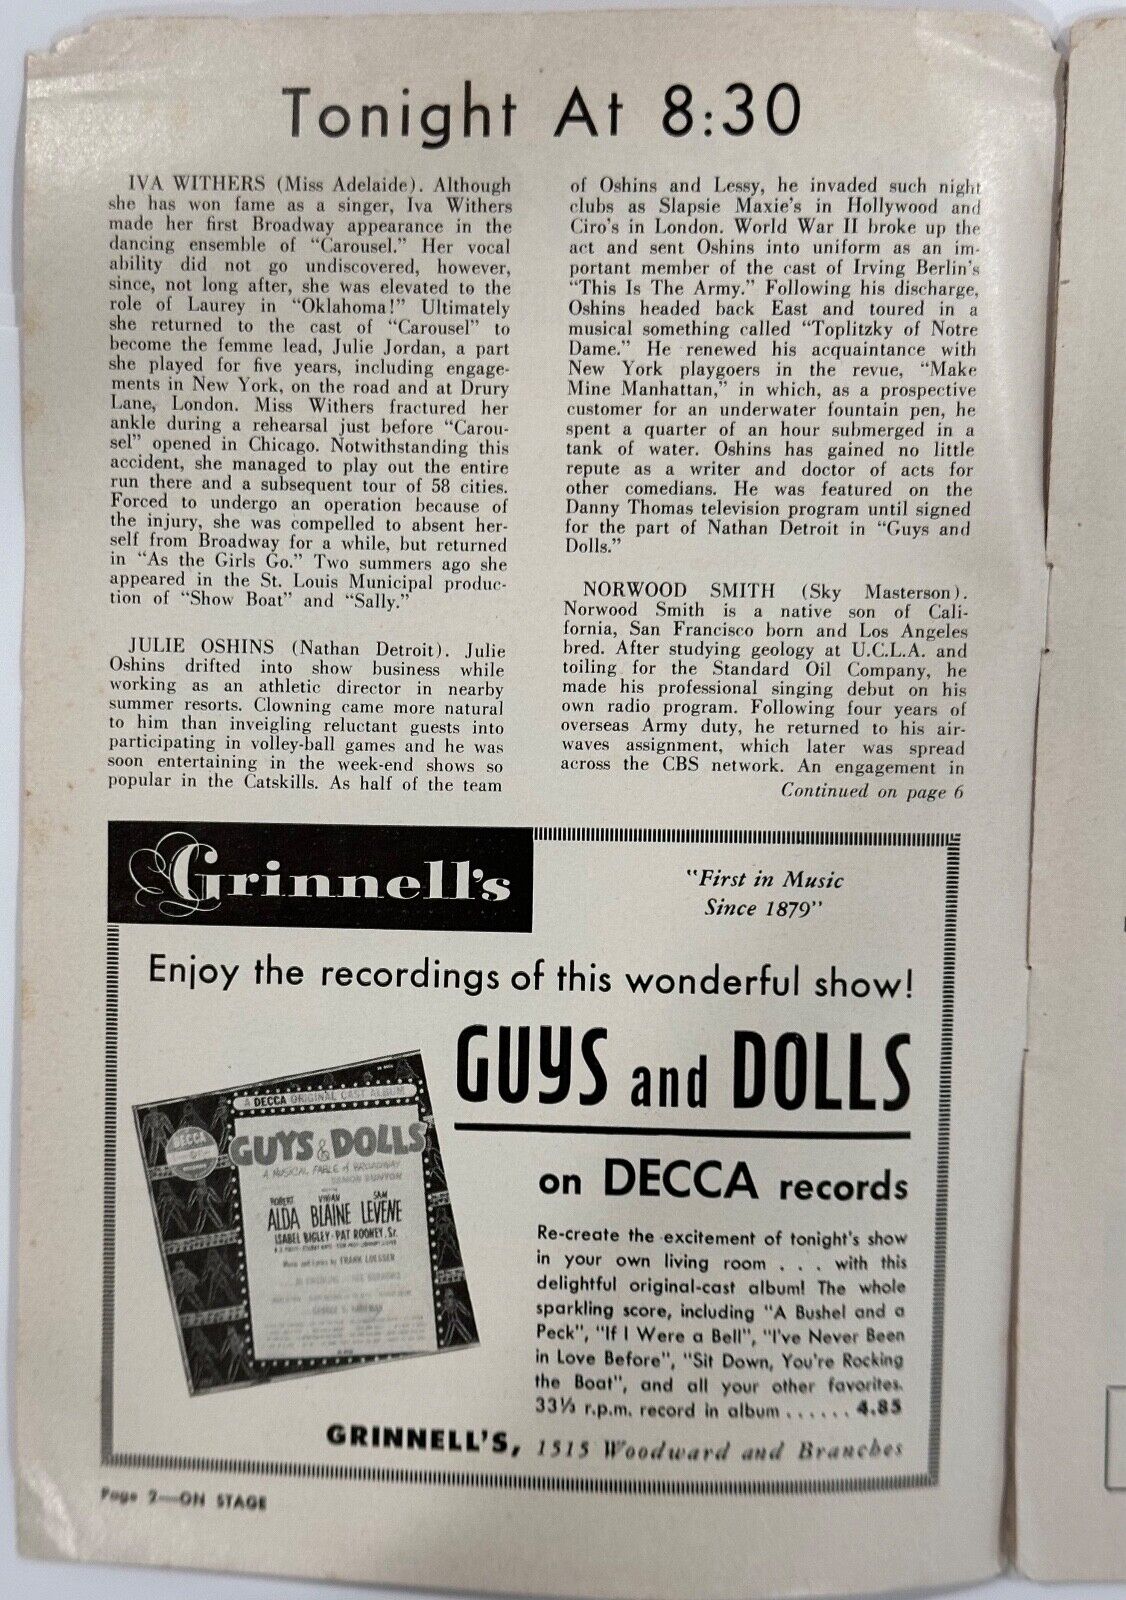 Tonight At 8:30
IVA WITHERS (Miss Adelaide). Although
she has won fame as a singer, Iva Withers
made her first Broadway appearance in the
dancing ensemble of "Carousel." Her vocal
ability did not go undiscovered, however,
since, not long after, she was elevated to the
role of Laurey in "Oklahoma!" Ultimately
she returned to the cast of "Carousel" to
become the femme lead, Julie Jordan, a part
she played for five years, including engage-
ments in New York, on the road and at Drury
Lane, London. Miss Withers fractured her
ankle during a rehearsal just before "Carou-
sel" opened in Chicago. Notwithstanding this
accident, she managed to play out the entire
run there and a subsequent tour of 58 cities.
Forced to undergo an operation because of
the injury, she was compelled to absent her-
self from Broadway for a while, but returned
in "As the Girls Go." Two summers ago she
appeared in the St. Louis Municipal produc-
tion of "Show Boat" and "Sally."
JULIE OSHINS (Nathan Detroit). Julie
Oshins drifted into show business while
working as an athletic director in nearby
summer resorts. Clowning came more natural
to him than inveigling reluctant guests into
participating in volley-ball games and he was
soon entertaining in the week-end shows so
popular in the Catskills. As half of the team
of Oshins and Lessy, he invaded such night
clubs as Slapsie Maxie's in Hollywood and
Ciro's in London. World War II broke up the
act and sent Oshins into uniform as an im-
portant member of the cast of Irving Berlin's
"This Is The Army." Following his discharge,
Oshins headed back East and toured in a
musical something called "Toplitzky of Notre
Dame." He renewed his acquaintance with
New York playgoers in the revue, "Make
Mine Manhattan," in which, as a prospective
customer for an underwater fountain pen, he
spent a quarter of an hour submerged in a
tank of water. Oshins has gained no little
repute as a writer and doctor of acts for
other comedians. He was featured on the
Danny Thomas television program until signed
for the part of Nathan Detroit in "Guys and
Dolls."
NORWOOD SMITH (Sky Masterson).
Norwood Smith is a native son of Cali-
fornia, San Francisco born and Los Angeles
bred. After studying geology at U.C.L.A. and
toiling for the Standard Oil Company, he
made his professional singing debut on his
own radio program. Following four years of
overseas Army duty, he returned to his air-
waves assignment, which later was spread
across the CBS network. An engagement in
Continued on page 6
Grinnell's
"First in Music
Since 1879"
Enjoy the recordings of this wonderful show!
GUYS and DOLLS
on DECCA records
A DECCA ORIGINAL CAST ALBUM
DECCA
GUYS & DOLLS
A MUSICAL FABLE of BROADWAY
ROBERT VIVIAN SAM
ALDA BLAINE LEVENE
ISABEL BIGLEY · PAT ROONEY, Sr.
Music and Lyrics by FRANK LOESSER
Re-create the excitement of tonight's show
in your own living room . . . with this
delightful original-cast album! The whole
sparkling score, including "A Bushel and a
Peck", "If I Were a Bell", "I've Never Been
in Love Before", "Sit Down, You're Rocking
the Boat", and all your other favorites.
33⅓ r.p.m. record in album . . . . . . 4.85
GRINNELL'S, 1515 Woodward and Branches
Page 2—ON STAGE